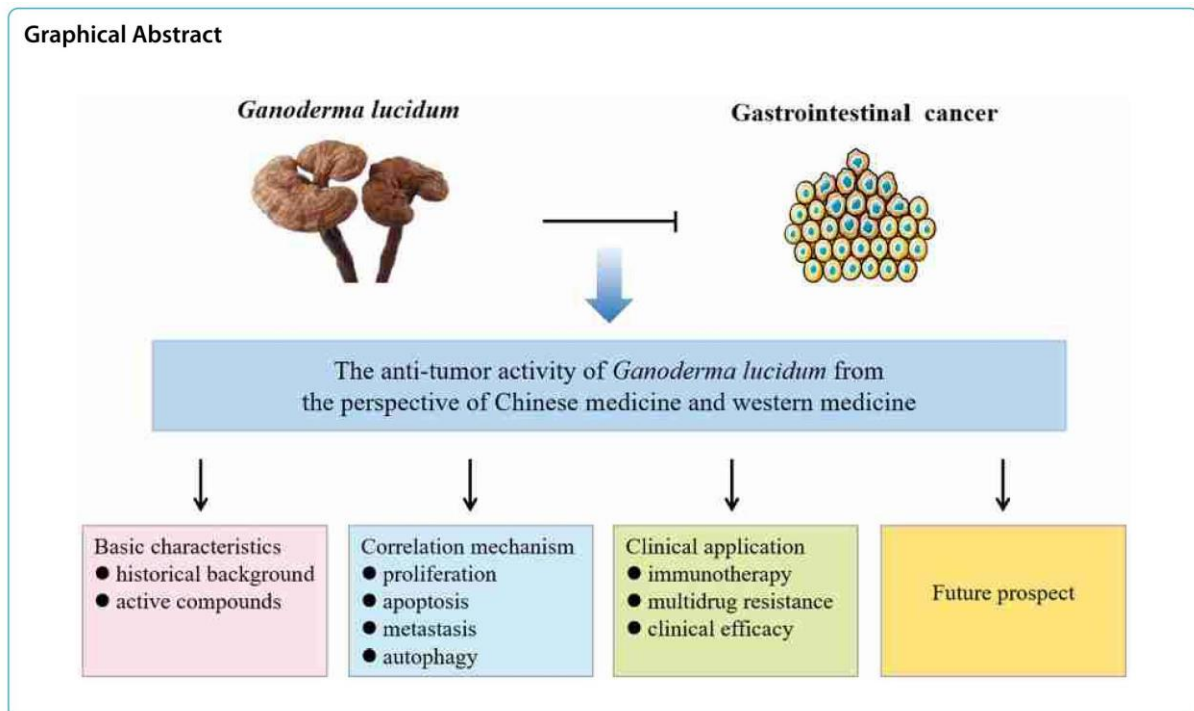 Graphical Abstract
Ganoderma lucidum
Gastrointestinal cancer
The anti-tumor activity of Ganoderma lucidum from
the perspective of Chinese medicine and western medicine
Basic characteristics
● historical background
● active compounds
Correlation mechanism
● proliferation
● apoptosis
● metastasis
● autophagy
Clinical application
● immunotherapy
● multidrug resistance
● clinical efficacy
Future prospect